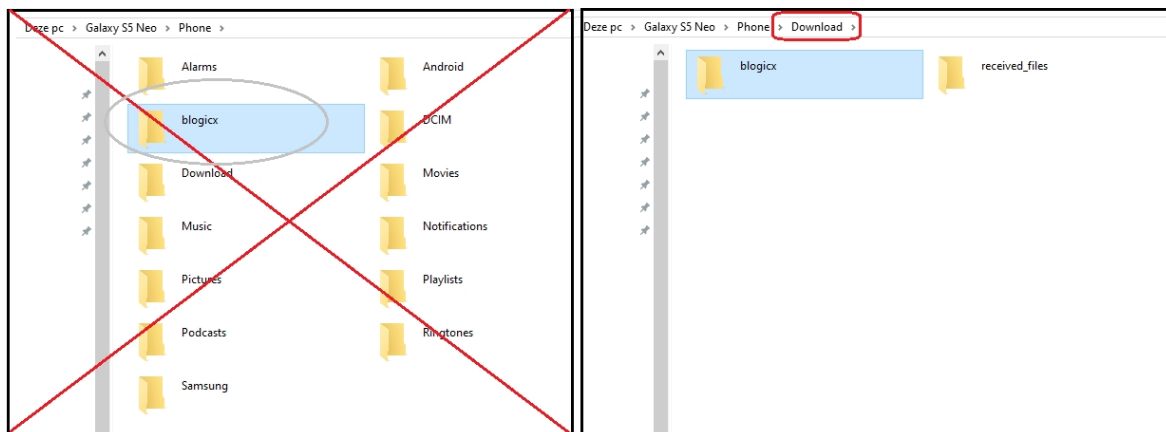 Deze pc > Galaxy S5 Neo > Phone >
Alarms
Android
blogicx
DCIM
Download
Movies
Music
Notifications
Pictures
Playlists
Podcasts
Ringtones
Samsung
Deze pc > Galaxy S5 Neo > Phone > Download >
blogicx
received_files